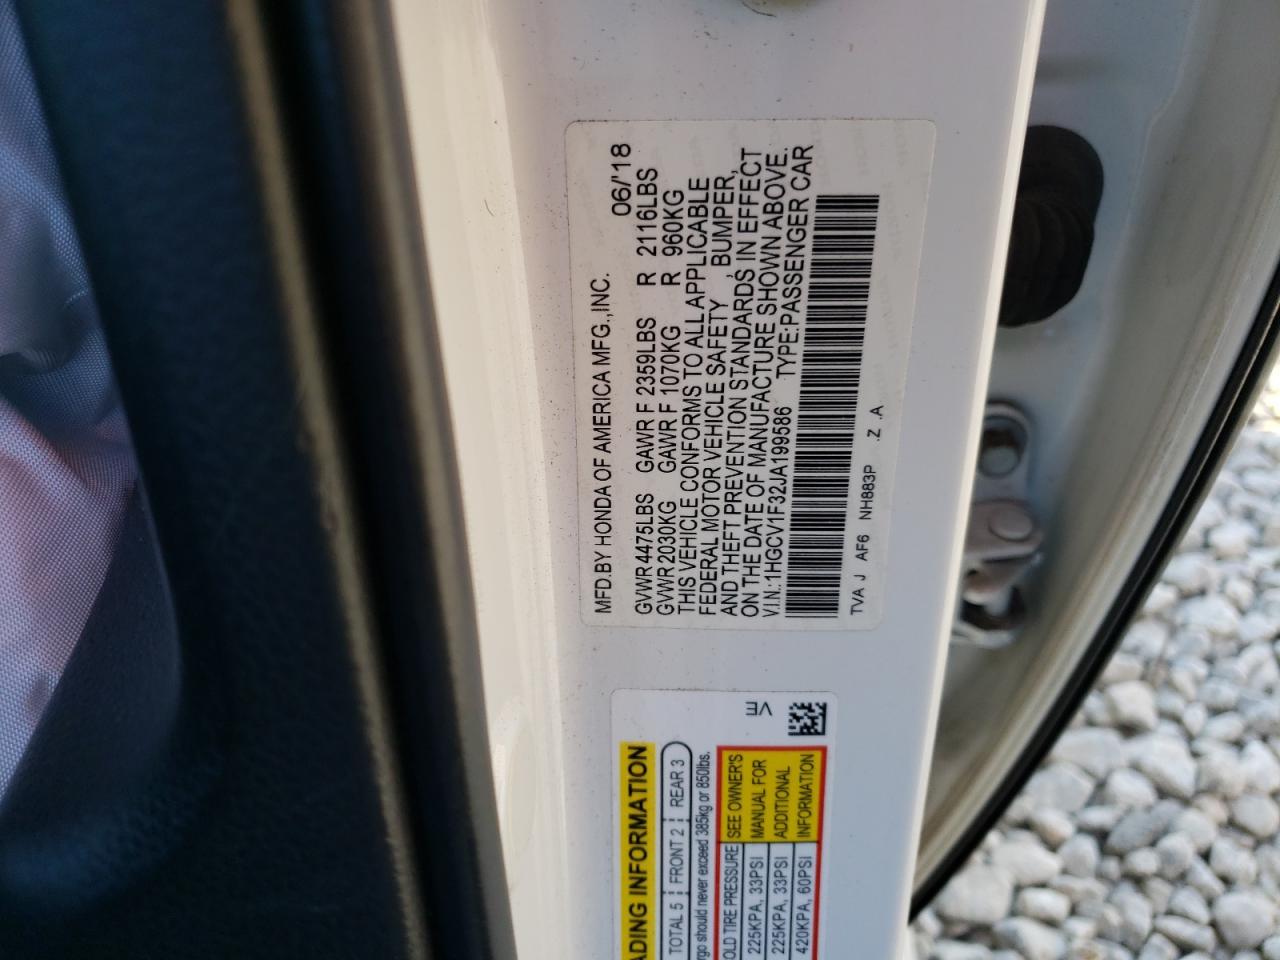 MFD.BY HONDA OF AMERICA MFG.,INC. 06/'18
GVWR 4475LBS GAWR F 2359LBS R 2116LBS
GVWR 2030KG GAWR F 1070KG R 960KG
THIS VEHICLE CONFORMS TO ALL APPLICABLE
FEDERAL MOTOR VEHICLE SAFETY , BUMPER,
AND THEFT PREVENTION STANDARDS IN EFFECT
ON THE DATE OF MANUFACTURE SHOWN ABOVE.
V.I.N.:1HGCV1F32JA199586 TYPE:PASSENGER CAR
TVA J AF6 NH883P .Z .A
VE
ADING INFORMATION
TOTAL 5 FRONT 2 REAR 3
rgo should never exceed 385kg or 850lbs.
OLD TIRE PRESSURE SEE OWNER'S
225KPA, 33PSI MANUAL FOR
225KPA, 33PSI ADDITIONAL
420KPA, 60PSI INFORMATION